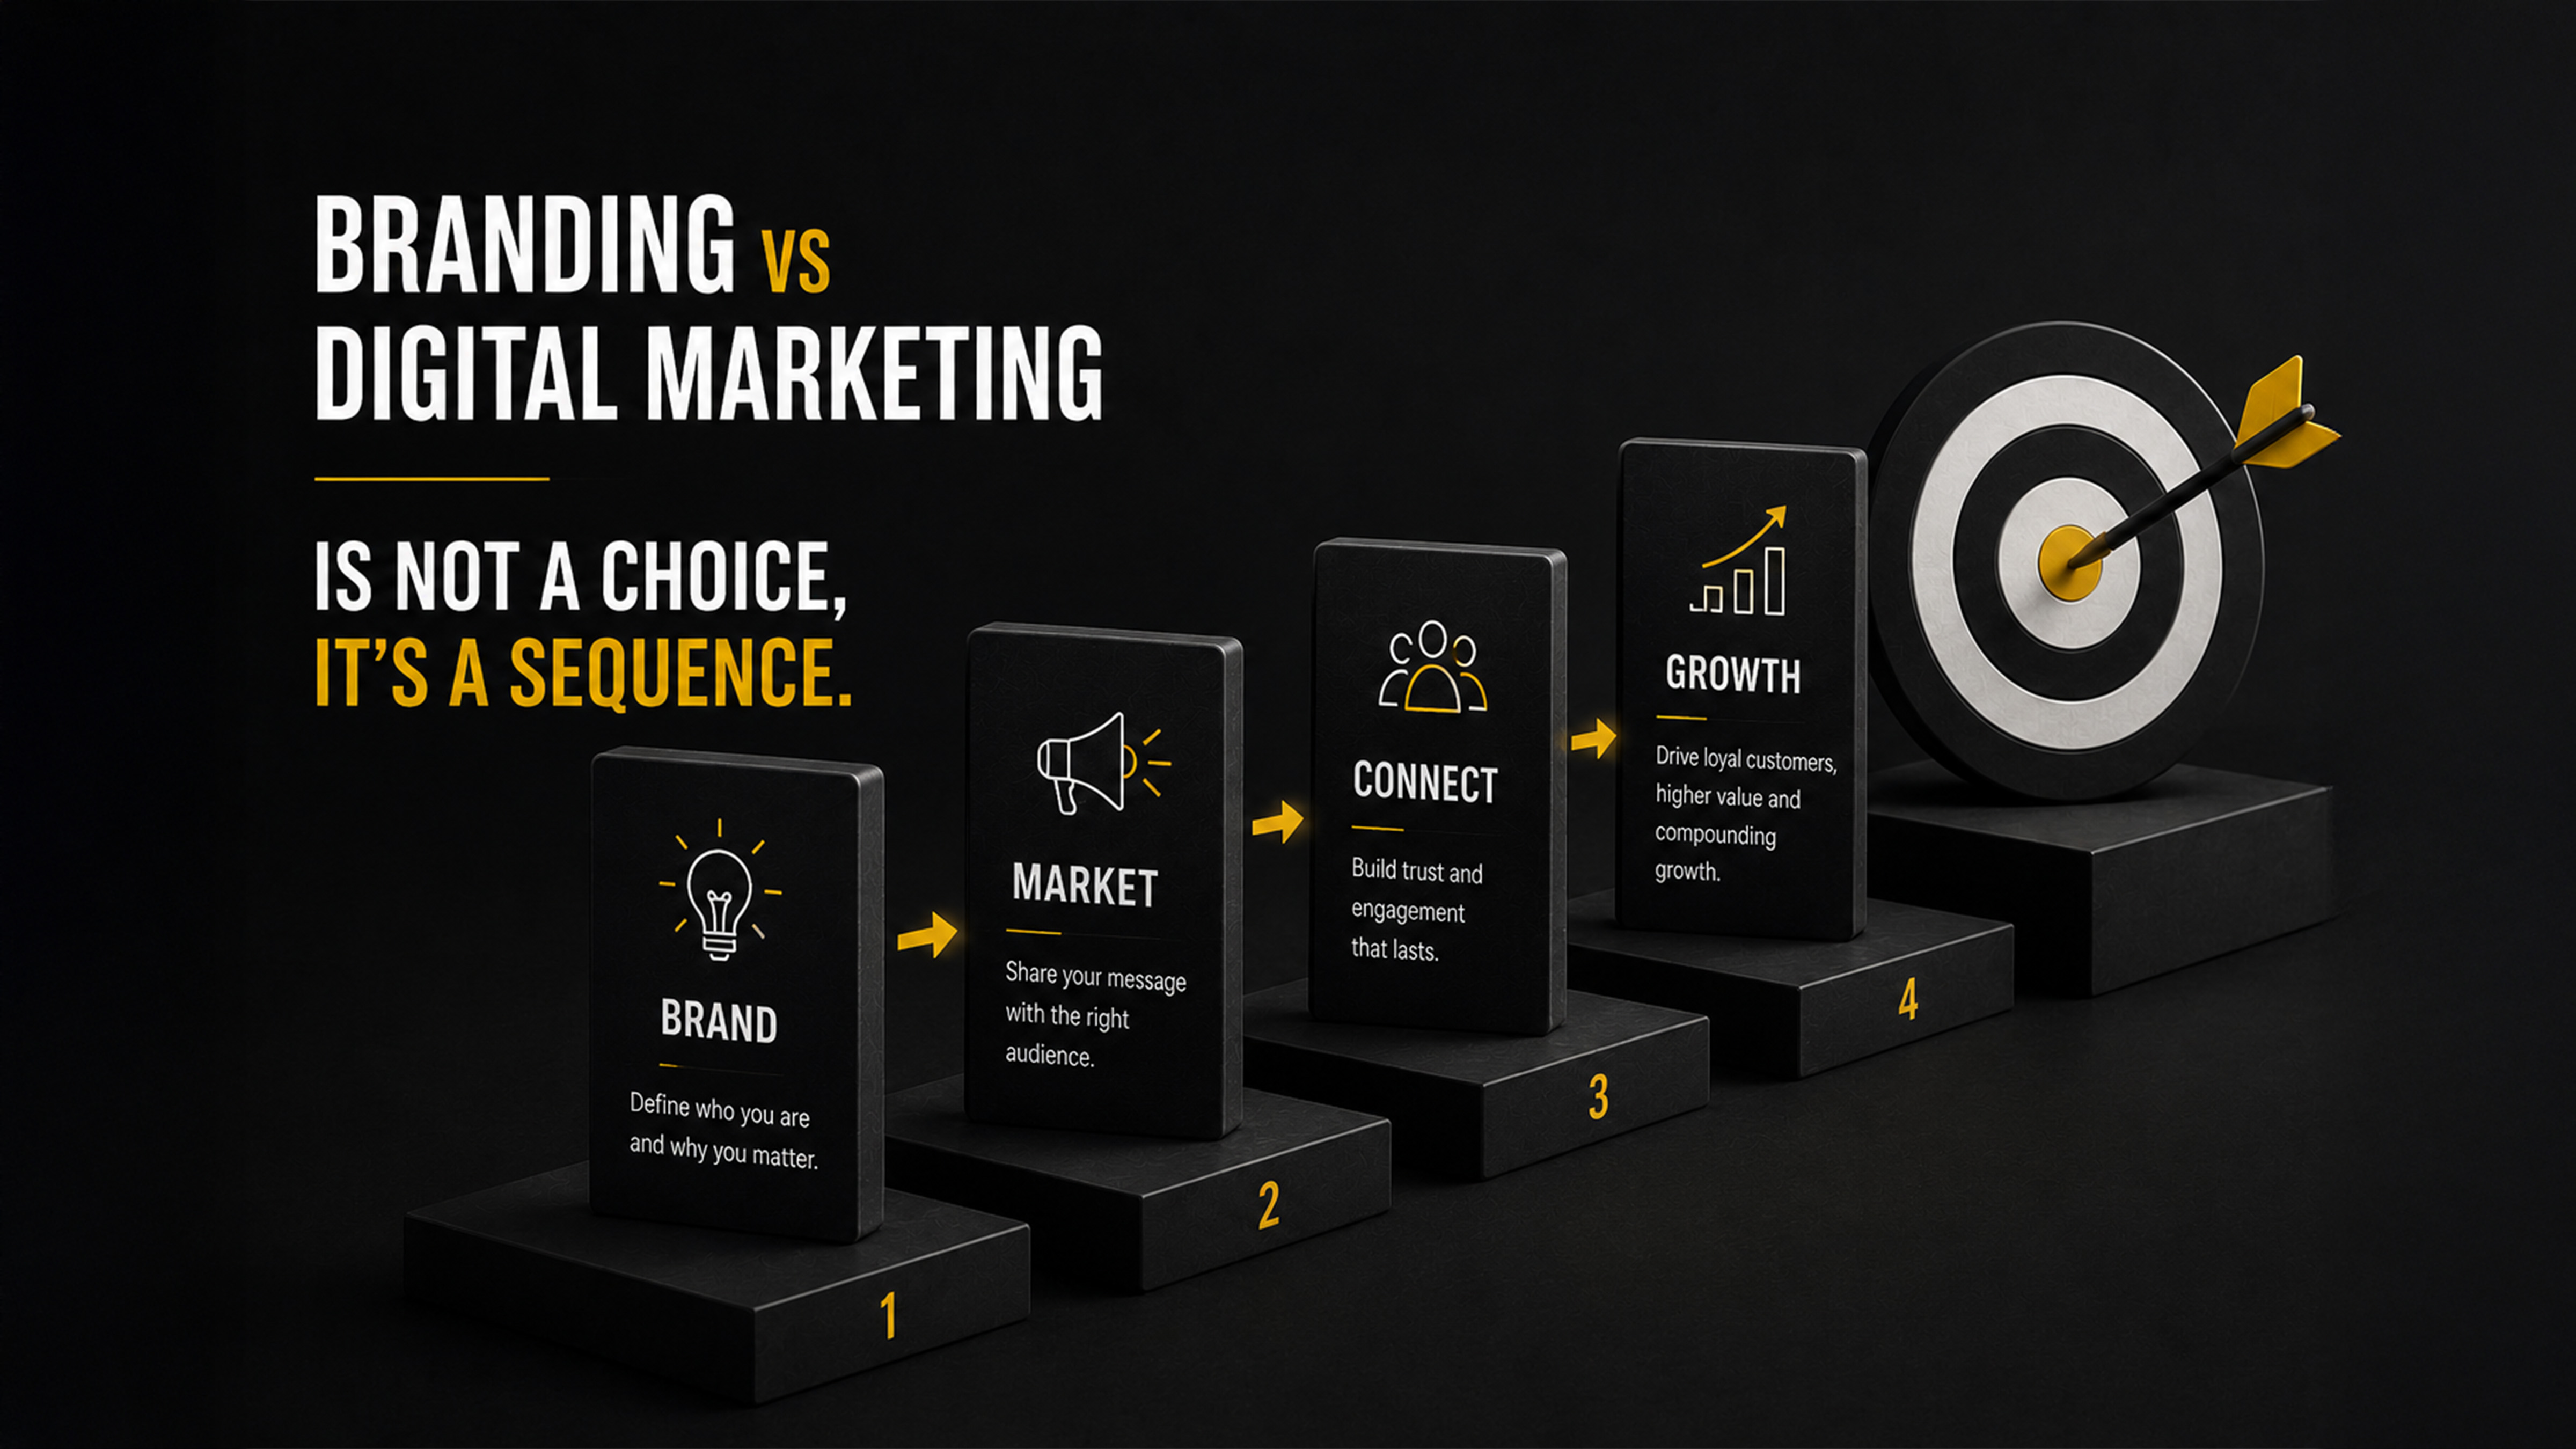 BRANDING VS
DIGITAL MARKETING
IS NOT A CHOICE,
IT'S A SEQUENCE.
BRAND
Define who you are
and why you matter.
1
MARKET
Share your message
with the right
audience.
2
CONNECT
Build trust and
engagement
that lasts.
3
GROWTH
Drive loyal customers,
higher value and
compounding
growth.
4